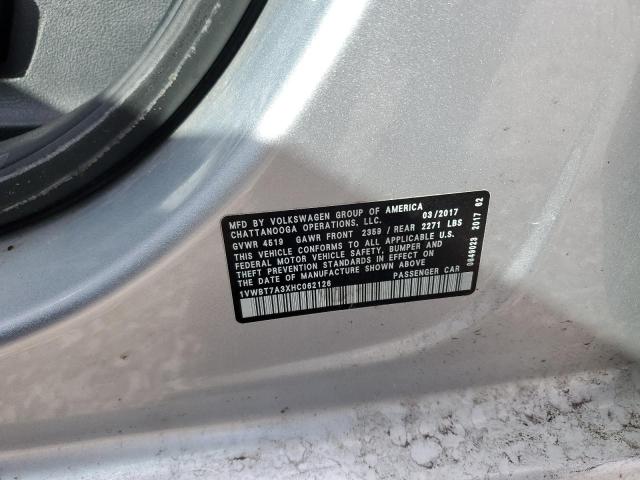 MFD BY VOLKSWAGEN GROUP OF AMERICA
CHATTANOOGA OPERATIONS, LLC. 03/2017
GVWR 4519 GAWR FRONT 2359 / REAR 2271 LBS
THIS VEHICLE CONFORMS TO ALL APPLICABLE U.S.
FEDERAL MOTOR VEHICLE SAFETY, BUMPER AND
THEFT PREVENTION STANDARDS IN EFFECT ON
THE DATE OF MANUFACTURE SHOWN ABOVE
1VWBT7A3XHC062126 PASSENGER CAR
0849023 2017 62